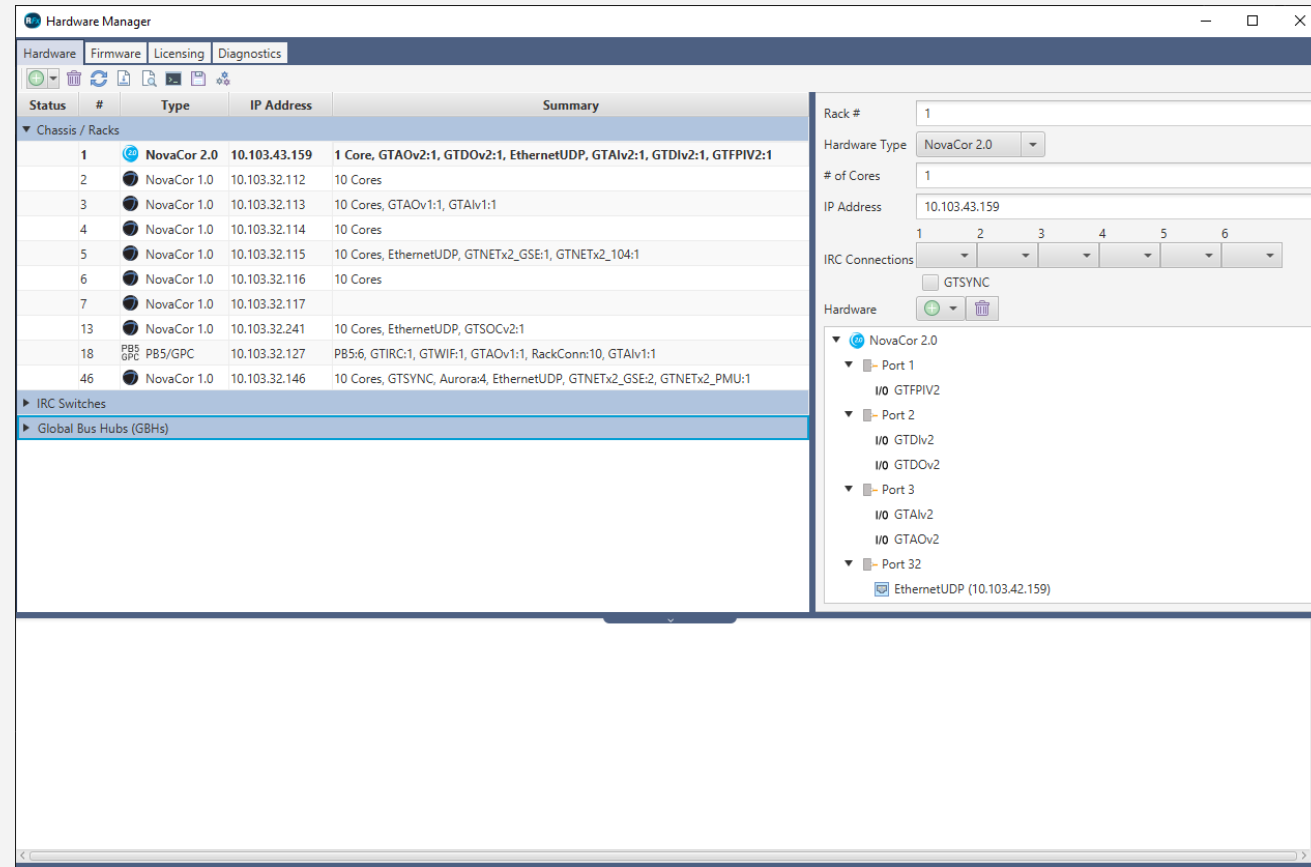 RFx Hardware Manager
Hardware Firmware Licensing Diagnostics
Status # Type IP Address Summary
Chassis / Racks
1 2.0 NovaCor 2.0 10.103.43.159 1 Core, GTAOv2:1, GTDOv2:1, EthernetUDP, GTAIv2:1, GTDIv2:1, GTFPIV2:1
2 NovaCor 1.0 10.103.32.112 10 Cores
3 NovaCor 1.0 10.103.32.113 10 Cores, GTAOv1:1, GTAIv1:1
4 NovaCor 1.0 10.103.32.114 10 Cores
5 NovaCor 1.0 10.103.32.115 10 Cores, EthernetUDP, GTNETx2_GSE:1, GTNETx2_104:1
6 NovaCor 1.0 10.103.32.116 10 Cores
7 NovaCor 1.0 10.103.32.117
13 NovaCor 1.0 10.103.32.241 10 Cores, EthernetUDP, GTSOCv2:1
18 PB5 GPC PB5/GPC 10.103.32.127 PB5:6, GTIRC:1, GTWIF:1, GTAOv1:1, RackConn:10, GTAIv1:1
46 NovaCor 1.0 10.103.32.146 10 Cores, GTSYNC, Aurora:4, EthernetUDP, GTNETx2_GSE:2, GTNETx2_PMU:1
IRC Switches
Global Bus Hubs (GBHs)
Rack # 1
Hardware Type NovaCor 2.0
# of Cores 1
IP Address 10.103.43.159
1 2 3 4 5 6
IRC Connections
GTSYNC
Hardware
2.0 NovaCor 2.0
Port 1
I/O GTFPIV2
Port 2
I/O GTDIv2
I/O GTDOv2
Port 3
I/O GTAIv2
I/O GTAOv2
Port 32
EthernetUDP (10.103.42.159)